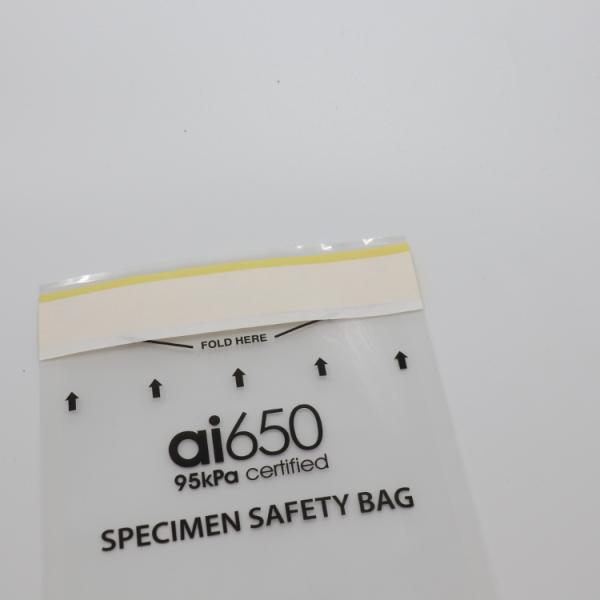 FOLD HERE
ai650
95kPa certified
SPECIMEN SAFETY BAG